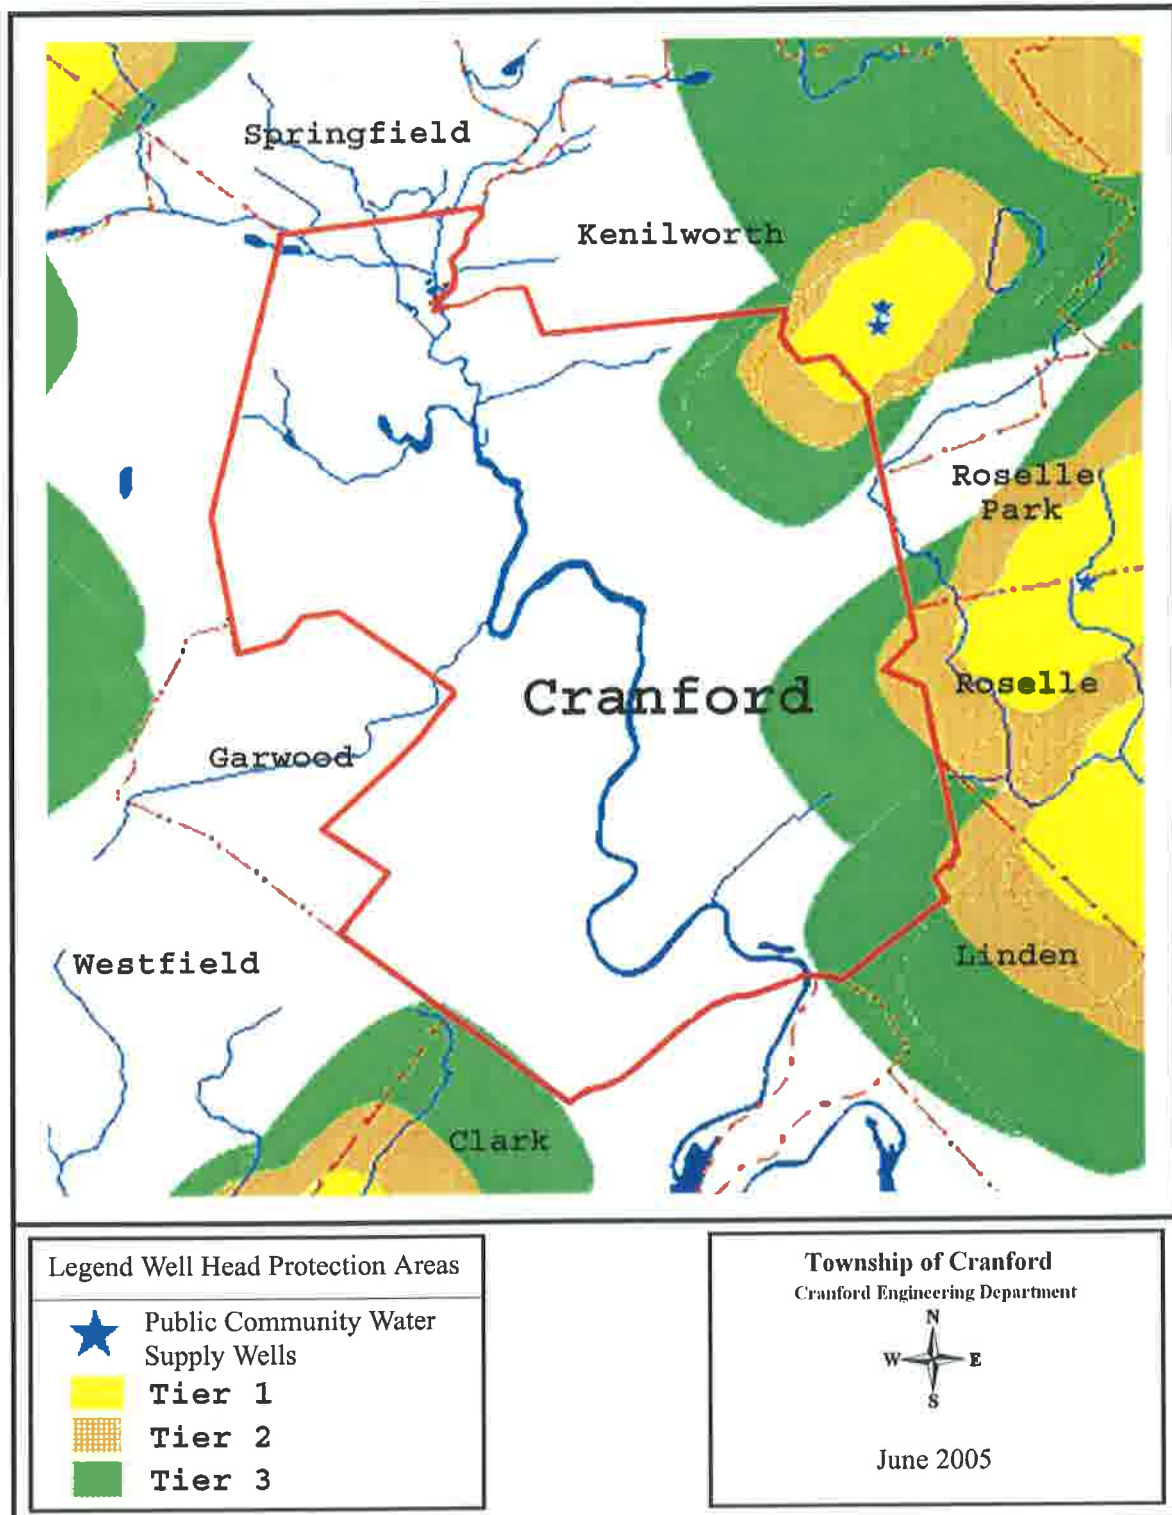 Springfield
Kenilworth
Roselle
Park
Cranford
Roselle
Garwood
Westfield
Linden
Clark
Legend Well Head Protection Areas
Public Community Water
Supply Wells
Tier 1
Tier 2
Tier 3
Township of Cranford
Cranford Engineering Department
N
W E
S
June 2005